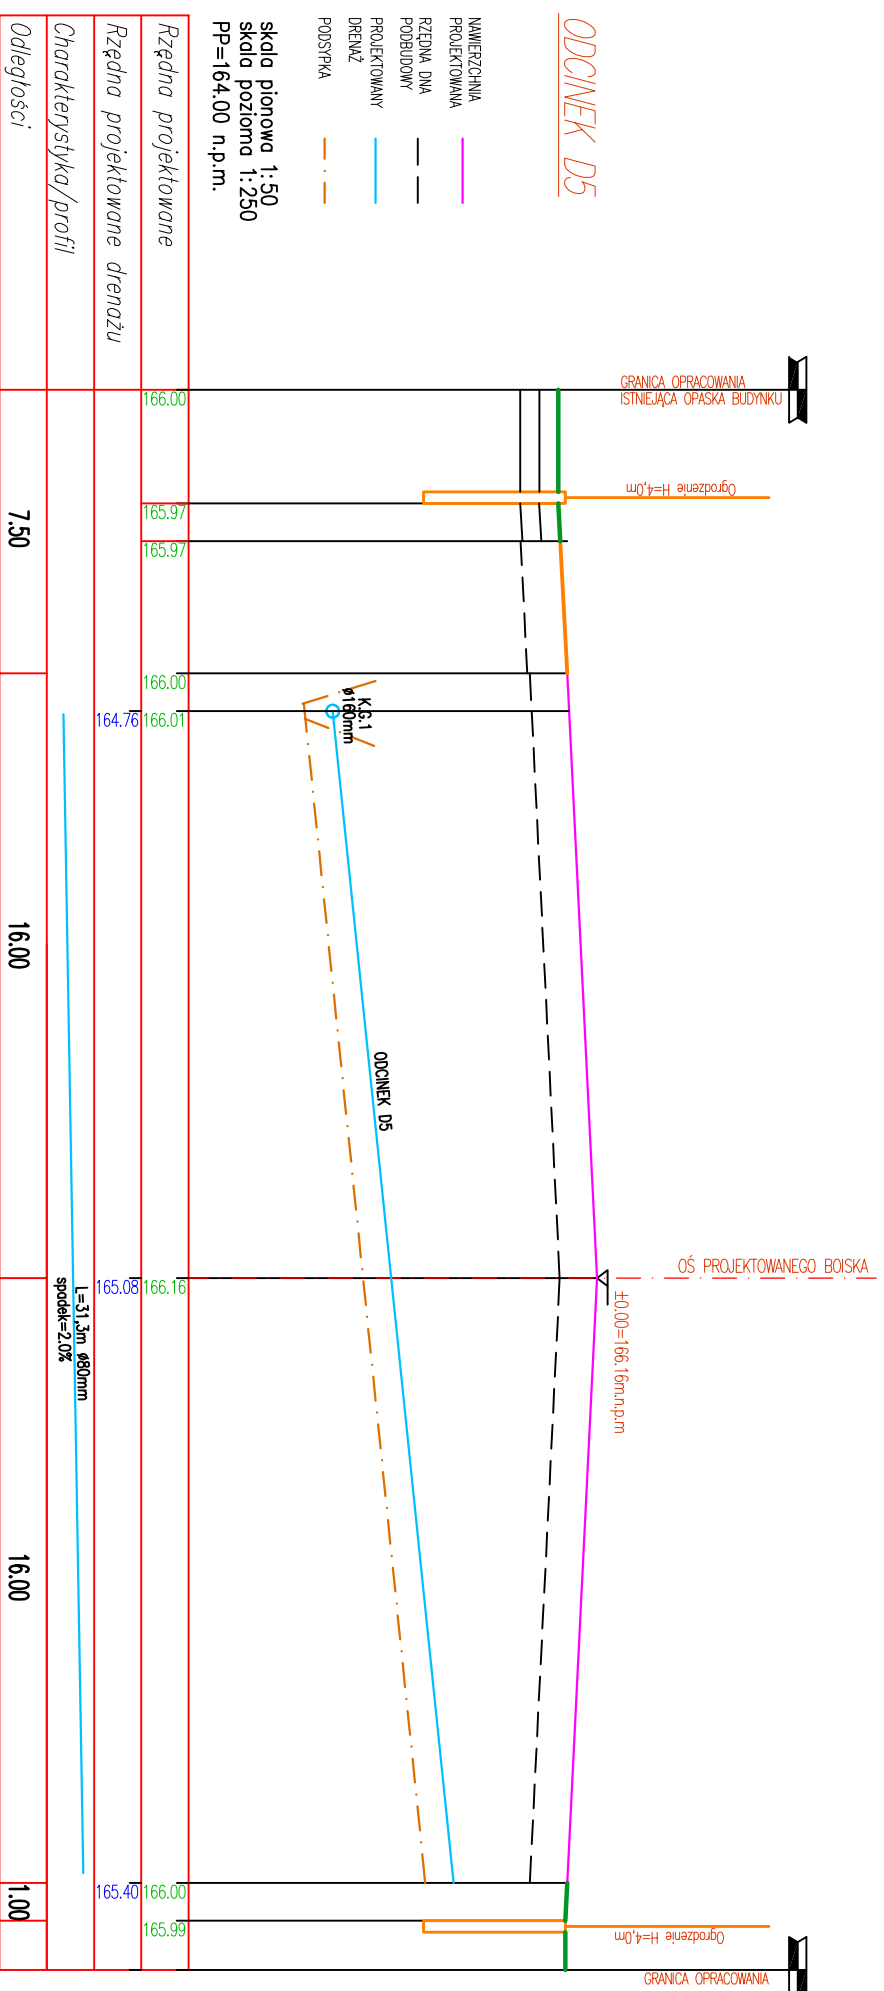 ODCINEK D5
NAWIERZCHNIA
PROJEKTOWANA
RZĘDNA DNA
PODBUDOWY
PROJEKTOWANY
DRENAŻ
PODSYPKA
skala pionowa 1:50
skala pozioma 1:250
PP=164.00 n.p.m.
GRANICA OPRACOWANIA
ISTNIEJĄCA OPASKA BUDYNKU
Ogrodzenie H=4,0m
OŚ PROJEKTOWANEGO BOISKA
±0.00=166.16m.n.p.m
Ogrodzenie H=4,0m
GRANICA OPRACOWANIA
K.G.1
ø160mm
ODCINEK D5
Rzędna projektowane
166.00
165.97
165.97
166.00
166.01
166.16
166.00
165.99
Rzędna projektowane drenażu
164.76
165.08
165.40
Charakterystyka/profil
L=31,3m ø80mm
spadek=2.0%
Odległości
7.50
16.00
16.00
1.00